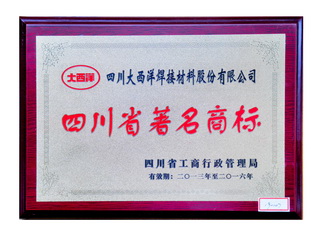 大西洋 四川大西洋焊接材料股份有限公司
四川省著名商标
四川省工商行政管理局
有效期：二〇一三年至二〇一六年